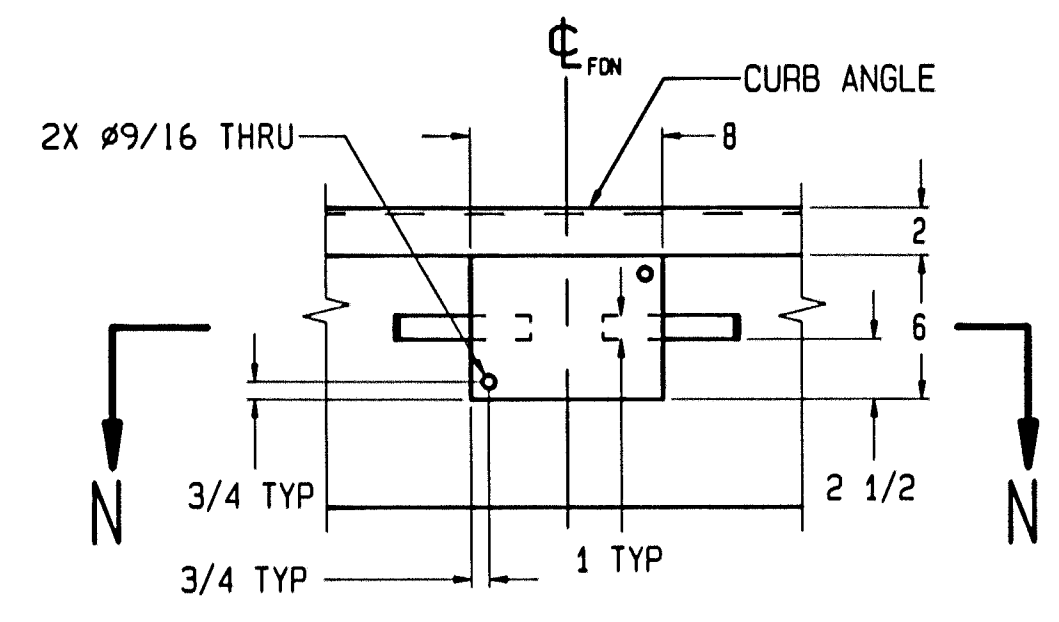 ℄ FDN
CURB ANGLE
2X ø9/16 THRU
8
2
6
2 1/2
3/4 TYP
N
N
1 TYP
3/4 TYP